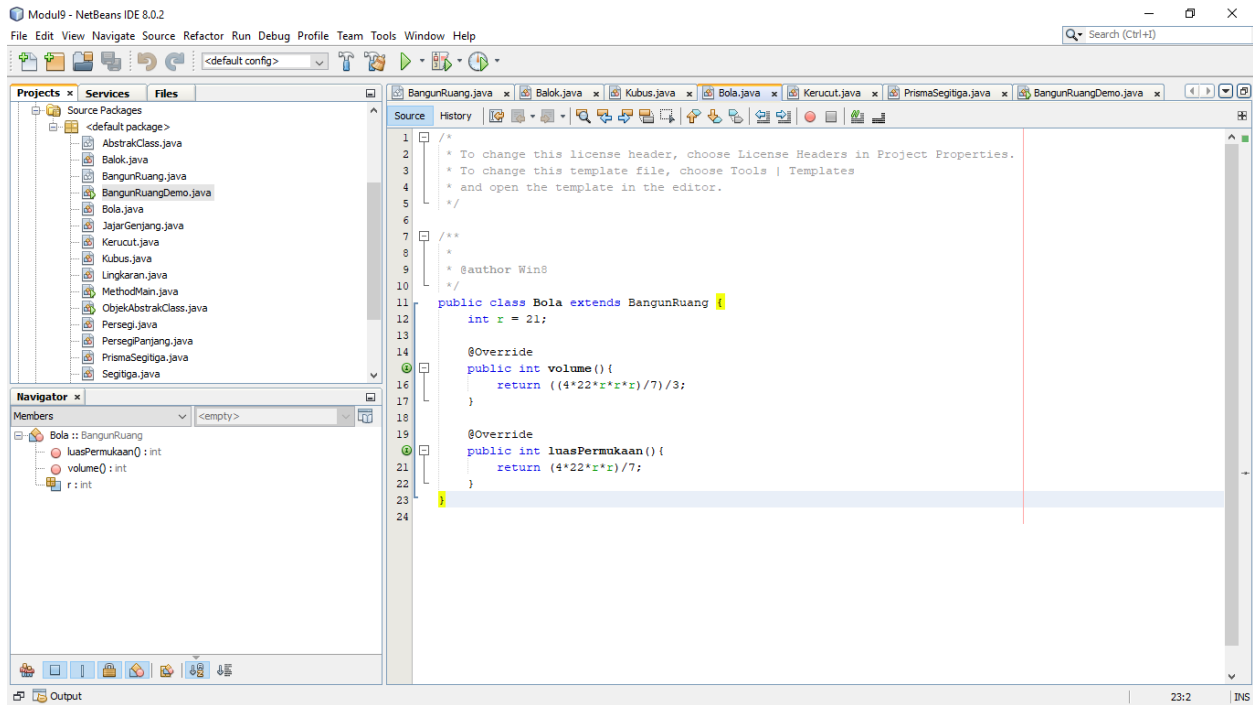 Modul9 - NetBeans IDE 8.0.2
File Edit View Navigate Source Refactor Run Debug Profile Team Tools Window Help
Search (Ctrl+I)
<default config>
Projects x Services Files
Source Packages
<default package>
AbstrakClass.java
Balok.java
BangunRuang.java
BangunRuangDemo.java
Bola.java
JajarGenjang.java
Kerucut.java
Kubus.java
Lingkaran.java
MethodMain.java
ObjekAbstrakClass.java
Persegi.java
PersegiPanjang.java
PrismaSegitiga.java
Segitiga.java
Navigator x
Members <empty>
Bola :: BangunRuang
luasPermukaan() : int
volume() : int
r : int
BangunRuang.java x Balok.java x Kubus.java x Bola.java x Kerucut.java x PrismaSegitiga.java x BangunRuangDemo.java x
Source History
1 /*
2 * To change this license header, choose License Headers in Project Properties.
3 * To change this template file, choose Tools | Templates
4 * and open the template in the editor.
5 */
6
7 /**
8 *
9 * @author Win8
10 */
11 public class Bola extends BangunRuang {
12 int r = 21;
13
14 @Override
public int volume(){
16 return ((4*22*r*r*r)/7)/3;
17 }
18
19 @Override
public int luasPermukaan(){
21 return (4*22*r*r)/7;
22 }
23 }
24
Output
23:2 INS